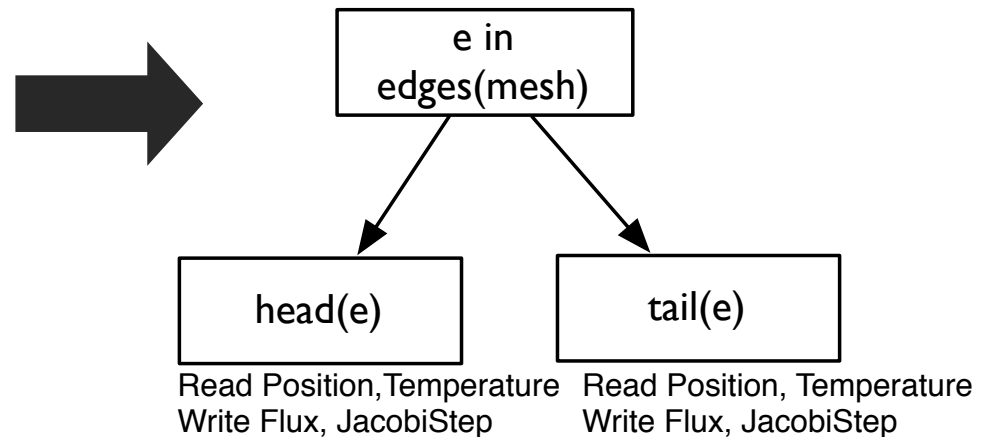 e in
edges(mesh)
head(e)
tail(e)
Read Position,Temperature
Write Flux, JacobiStep
Read Position, Temperature
Write Flux, JacobiStep